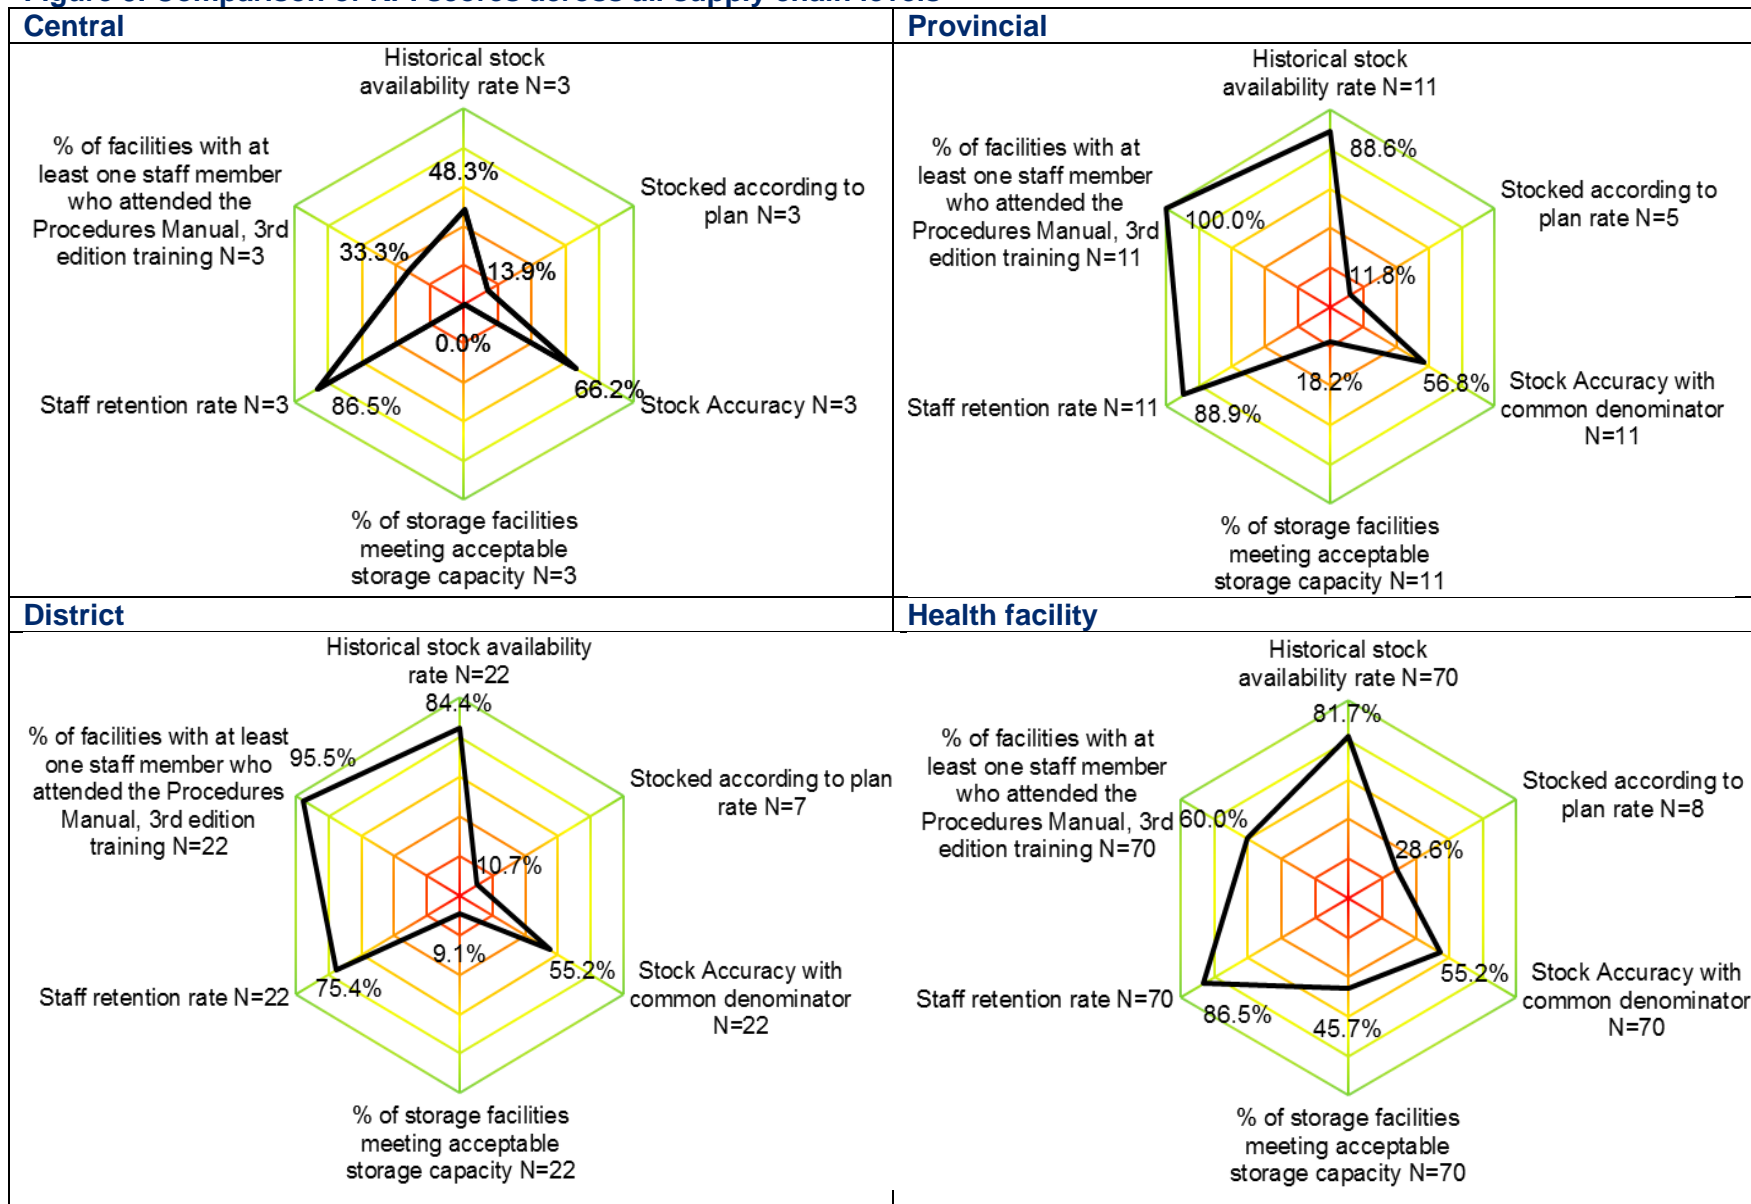 Figure Comparison of KPI scores across all supply chain levels
Central
Historical stock
availability rate N=3
48.3%
Stocked according to
plan N=3
13.9%
Stock Accuracy N=3
66.2%
% of storage facilities
meeting acceptable
storage capacity N=3
0.0%
Staff retention rate N=3
86.5%
% of facilities with at
least one staff member
who attended the
Procedures Manual, 3rd
edition training N=3
33.3%
Provincial
Historical stock
availability rate N=11
88.6%
Stocked according to
plan rate N=5
11.8%
Stock Accuracy with
common denominator
N=11
56.8%
% of storage facilities
meeting acceptable
storage capacity N=11
18.2%
Staff retention rate N=11
88.9%
% of facilities with at
least one staff member
who attended the
Procedures Manual, 3rd
edition training N=11
100.0%
District
Historical stock availability
rate N=22
84.4%
Stocked according to plan
rate N=7
10.7%
Stock Accuracy with
common denominator
N=22
55.2%
% of storage facilities
meeting acceptable
storage capacity N=22
9.1%
Staff retention rate N=22
75.4%
% of facilities with at least
one staff member who
attended the Procedures
Manual, 3rd edition
training N=22
95.5%
Health facility
Historical stock
availability rate N=70
81.7%
Stocked according to
plan rate N=8
28.6%
Stock Accuracy with
common denominator
N=70
55.2%
% of storage facilities
meeting acceptable
storage capacity N=70
45.7%
Staff retention rate N=70
86.5%
% of facilities with at
least one staff member
who attended the
Procedures Manual, 3rd
edition training N=70
60.0%